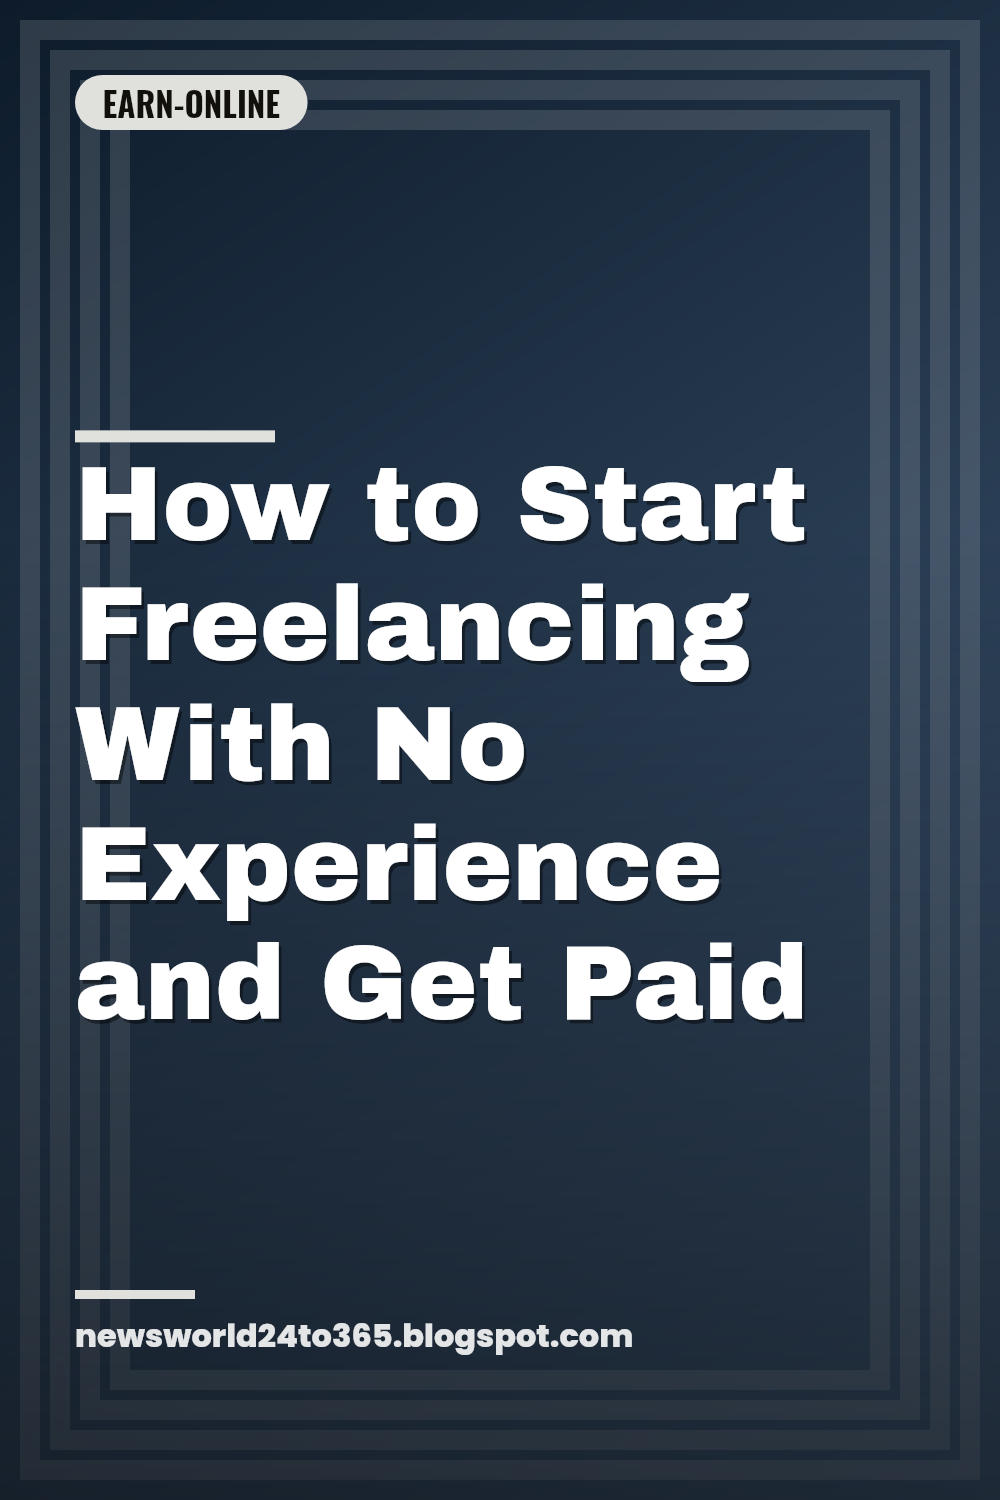 EARN-ONLINE
How to Start
Freelancing
With No
Experience
and Get Paid
newsworld24to365.blogspot.com